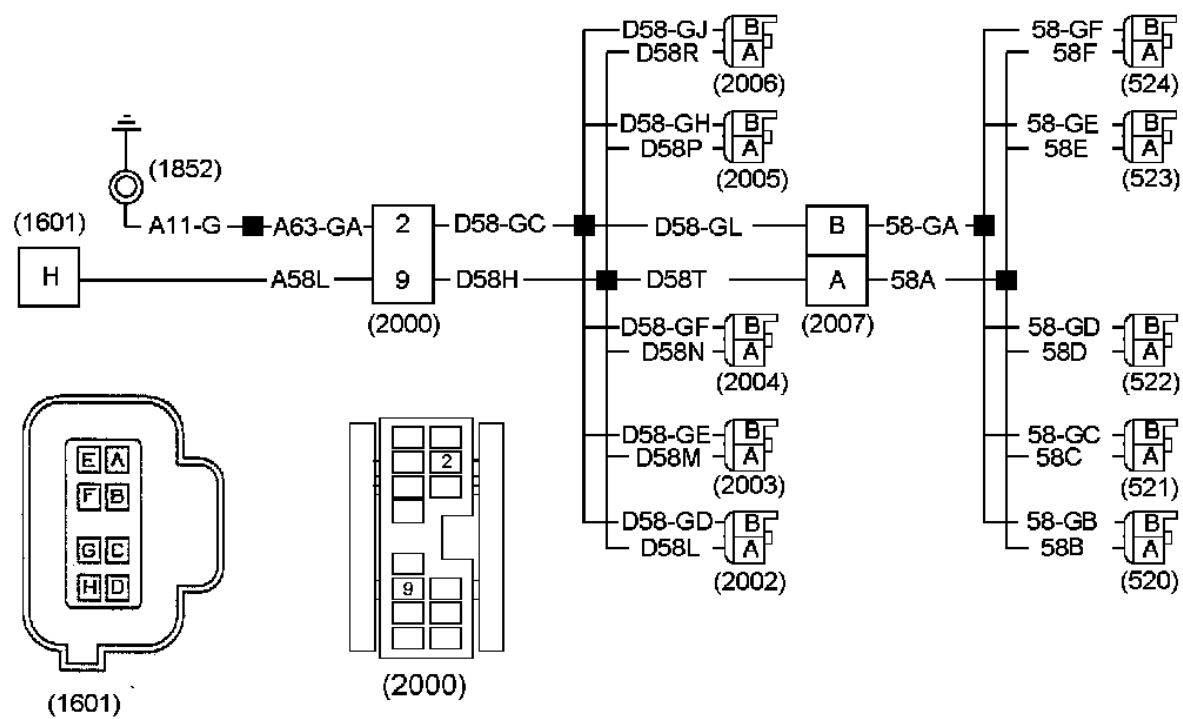 D58-GJ B 58-GF B
D58R A 58F A
(2006) (524)
D58-GH B 58-GE B
D58P A 58E A
(1852) (2005) (523)
(1601) A11-G A63-GA 2 D58-GC D58-GL B 58-GA
H A58L 9 D58H D58T A 58A
(2000) (2007)
D58-GF B 58-GD B
D58N A 58D A
(2004) (522)
D58-GE B 58-GC B
D58M A 58C A
(2003) (521)
D58-GD B 58-GB B
D58L A 58B A
(2002) (520)
E A
F B
G C
H D
(1601)
2
9
(2000)